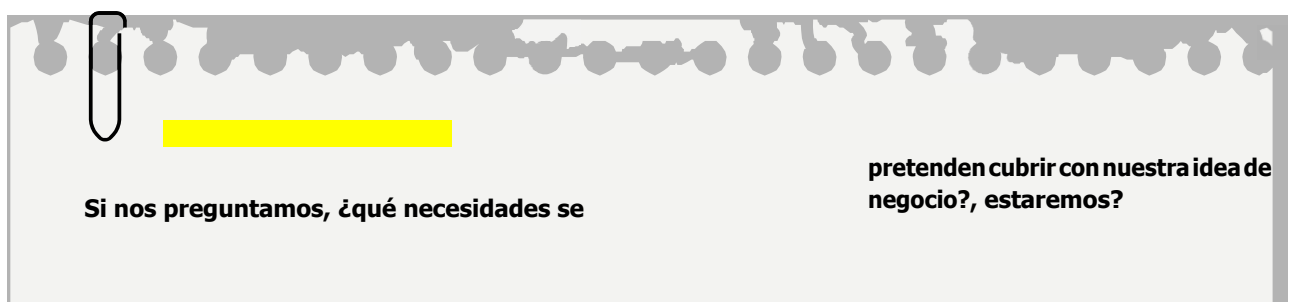 Si nos preguntamos, ¿qué necesidades se
pretenden cubrir con nuestra idea de
negocio?, estaremos?